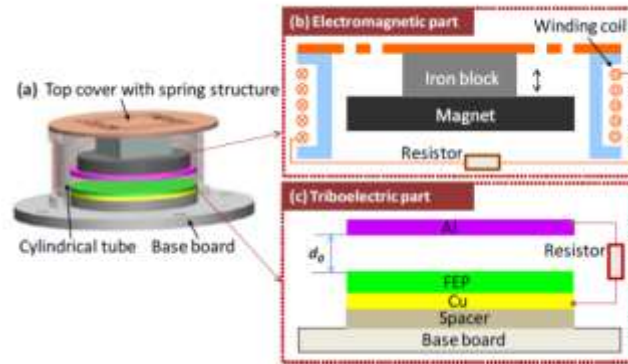 (a) Top cover with spring structure
Cylindrical tube
Base board
(b) Electromagnetic part
Winding coil
Iron block
Magnet
Resistor
(c) Triboelectric part
Al
d₀
Resistor
FEP
Cu
Spacer
Base board